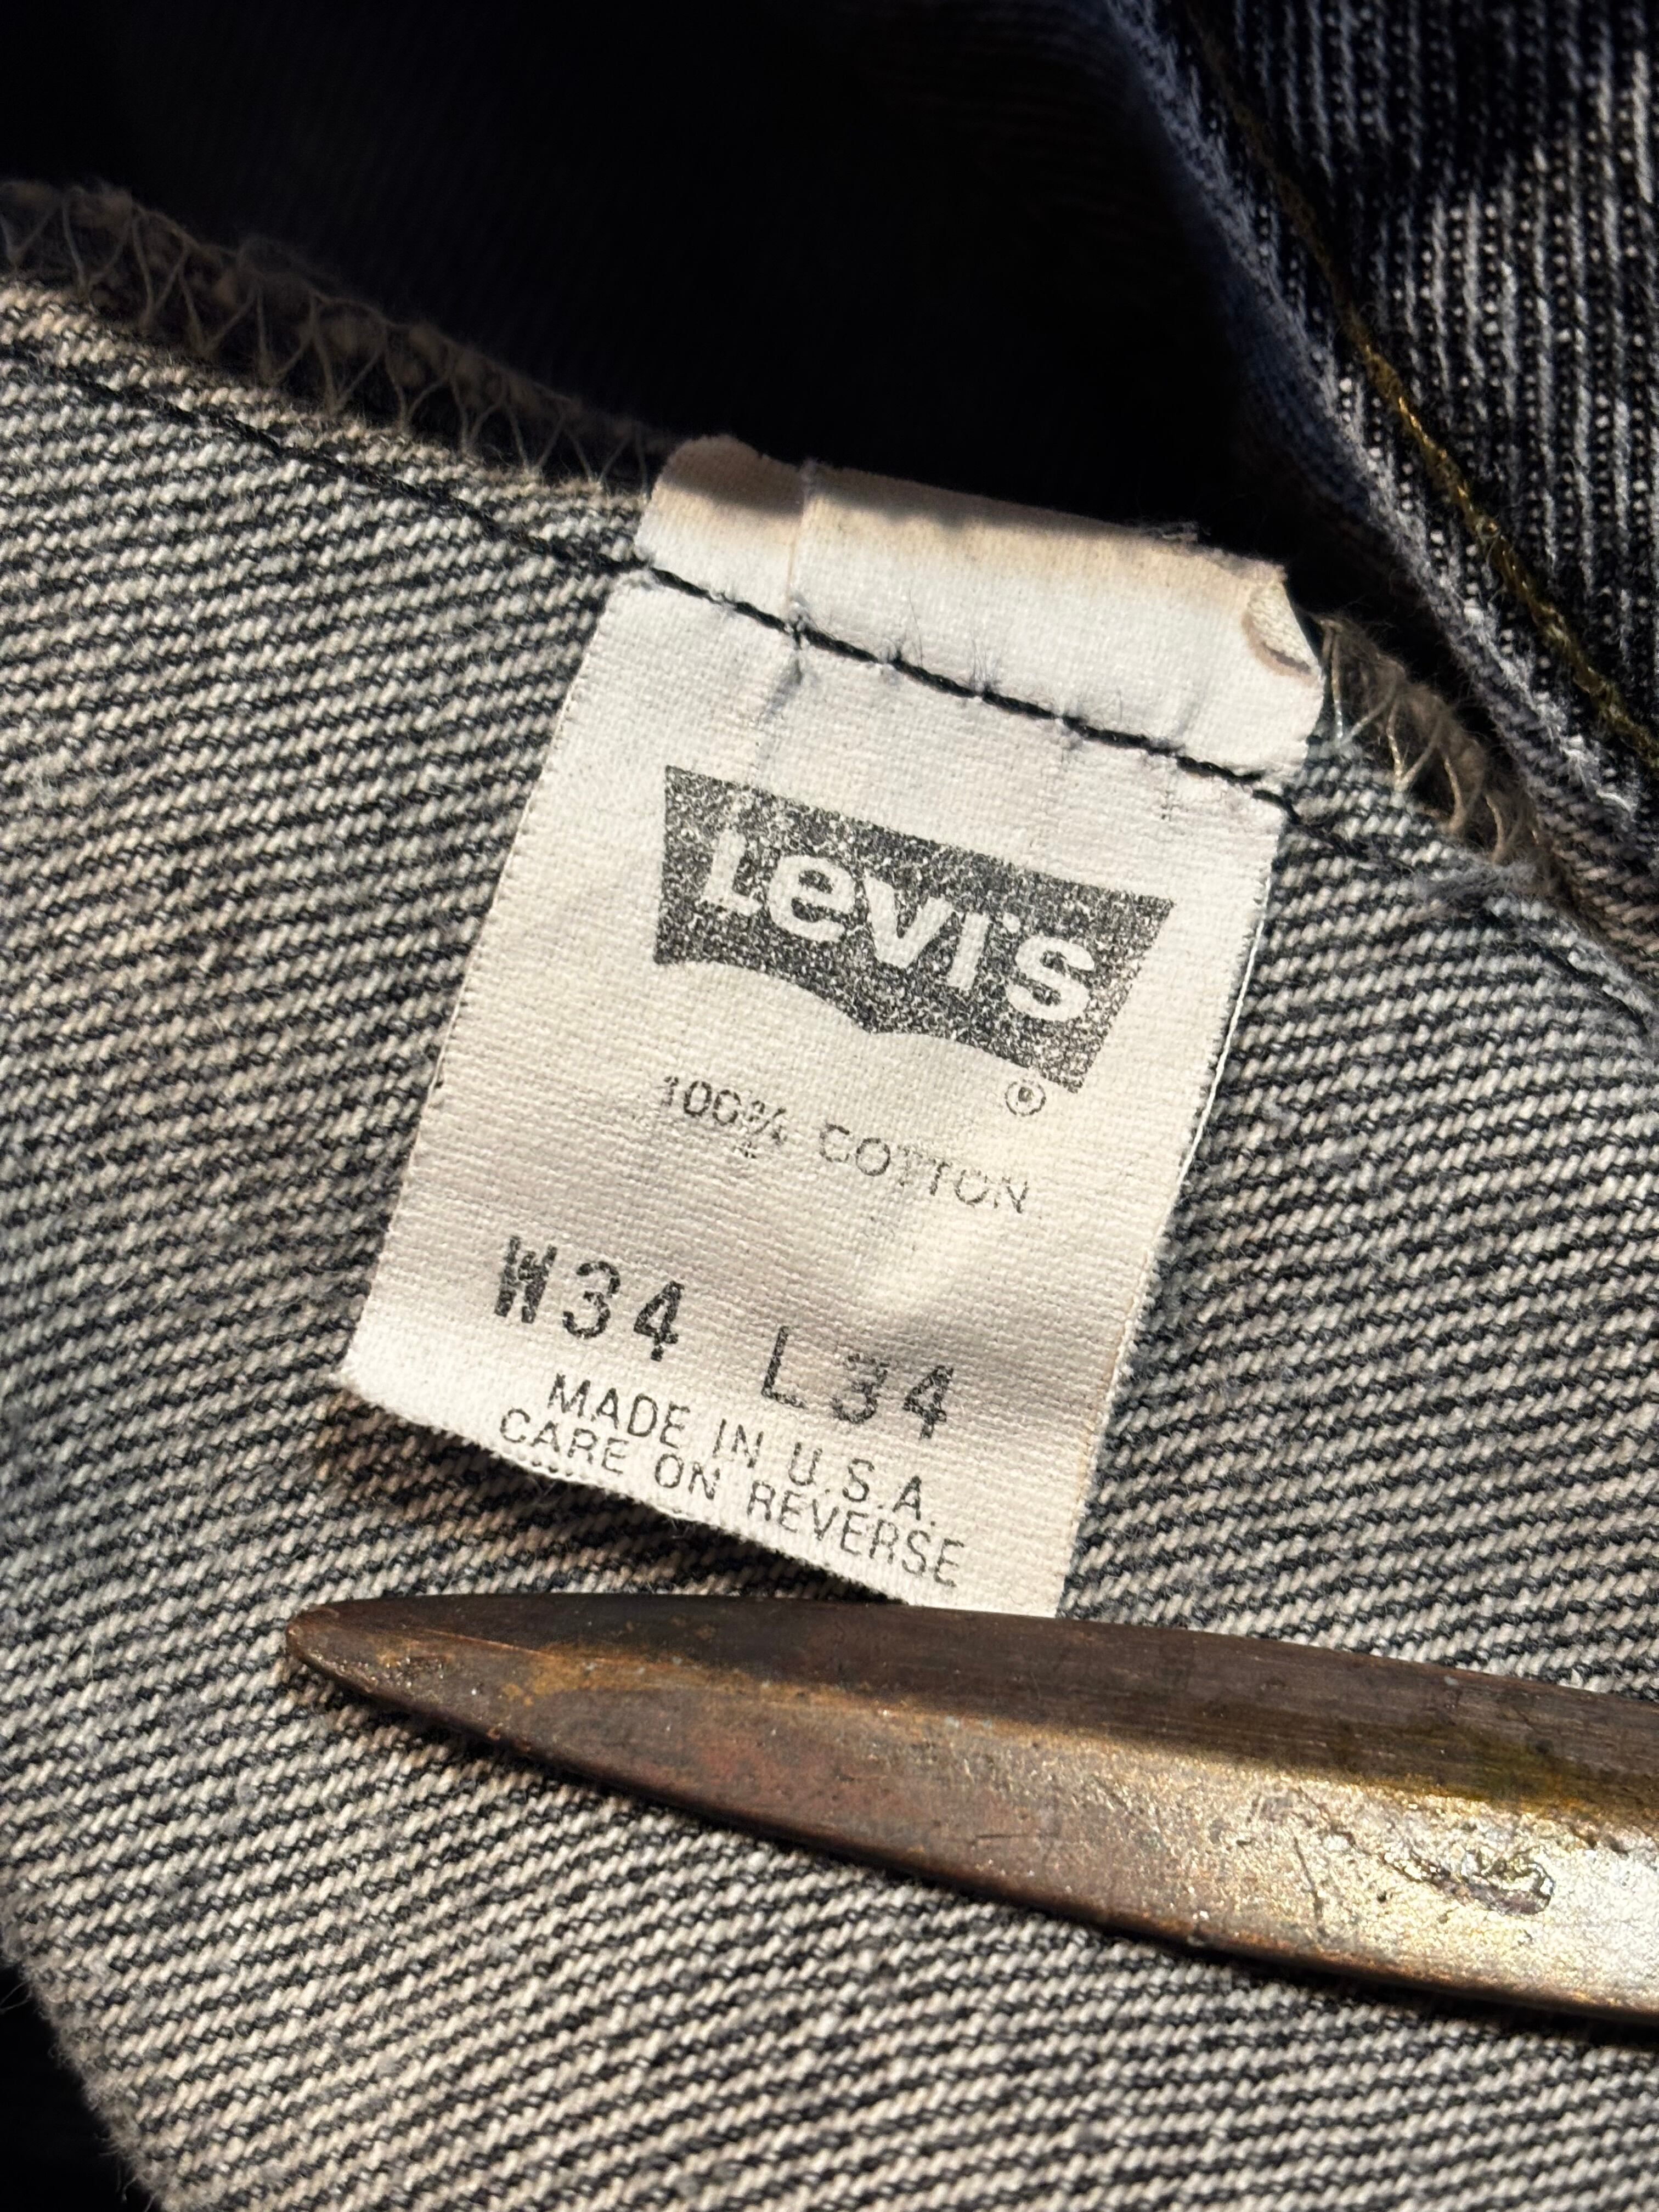 Levi's
®
100% COTTON
W34 L34
MADE IN U.S.A.
CARE ON REVERSE